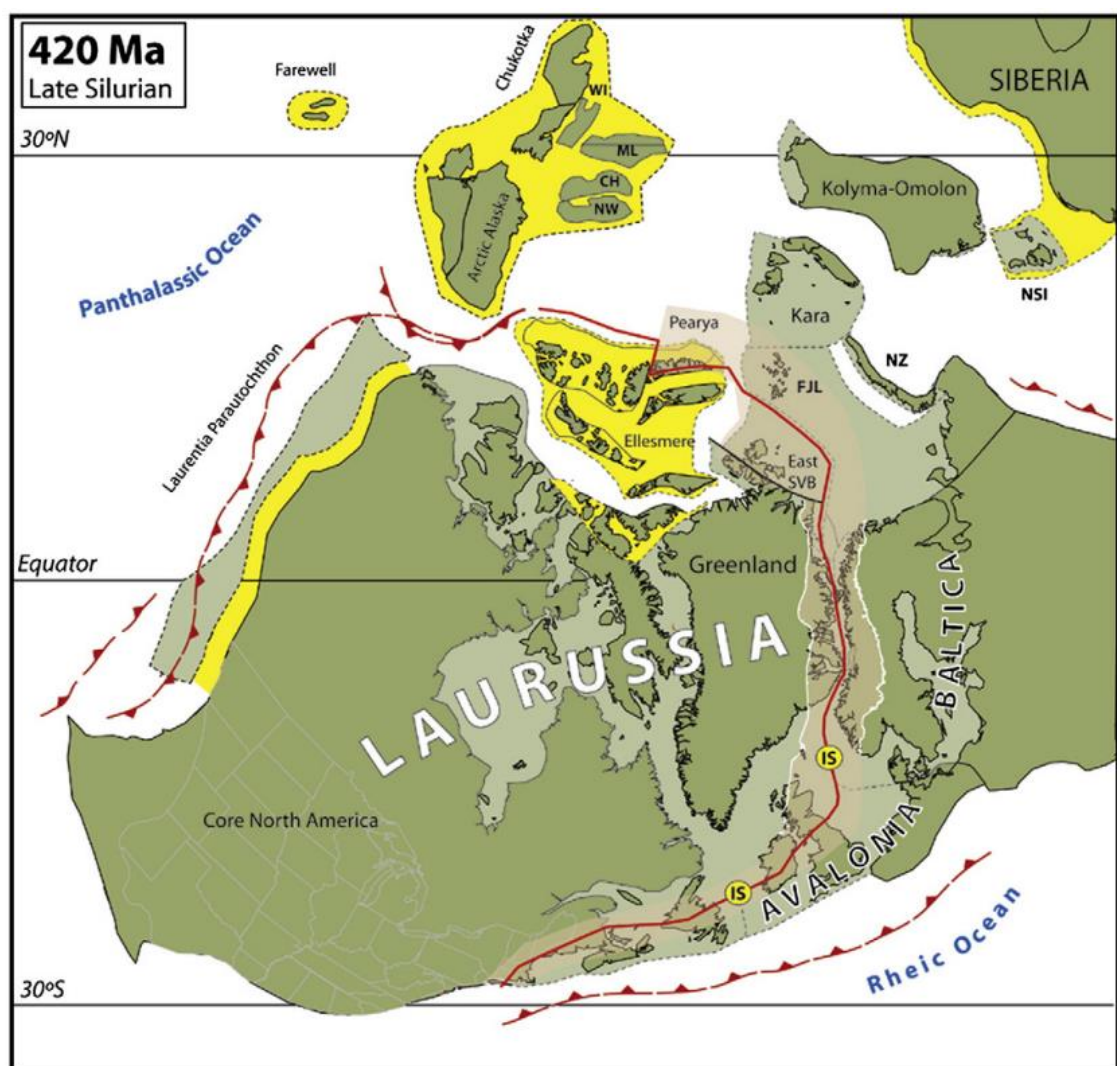 420 Ma
Late Silurian
Farewell
Chukotka
SIBERIA
WI
30ºN
ML
CH
NW
Kolyma-Omolon
Arctic Alaska
Panthalassic Ocean
NSI
Pearya
Kara
NZ
Laurentia Parautochthon
FJL
Ellesmere
East
SVB
Equator
Greenland
BALTICA
LAURUSSIA
IS
Core North America
AVALONIA
IS
Rheic Ocean
30ºS